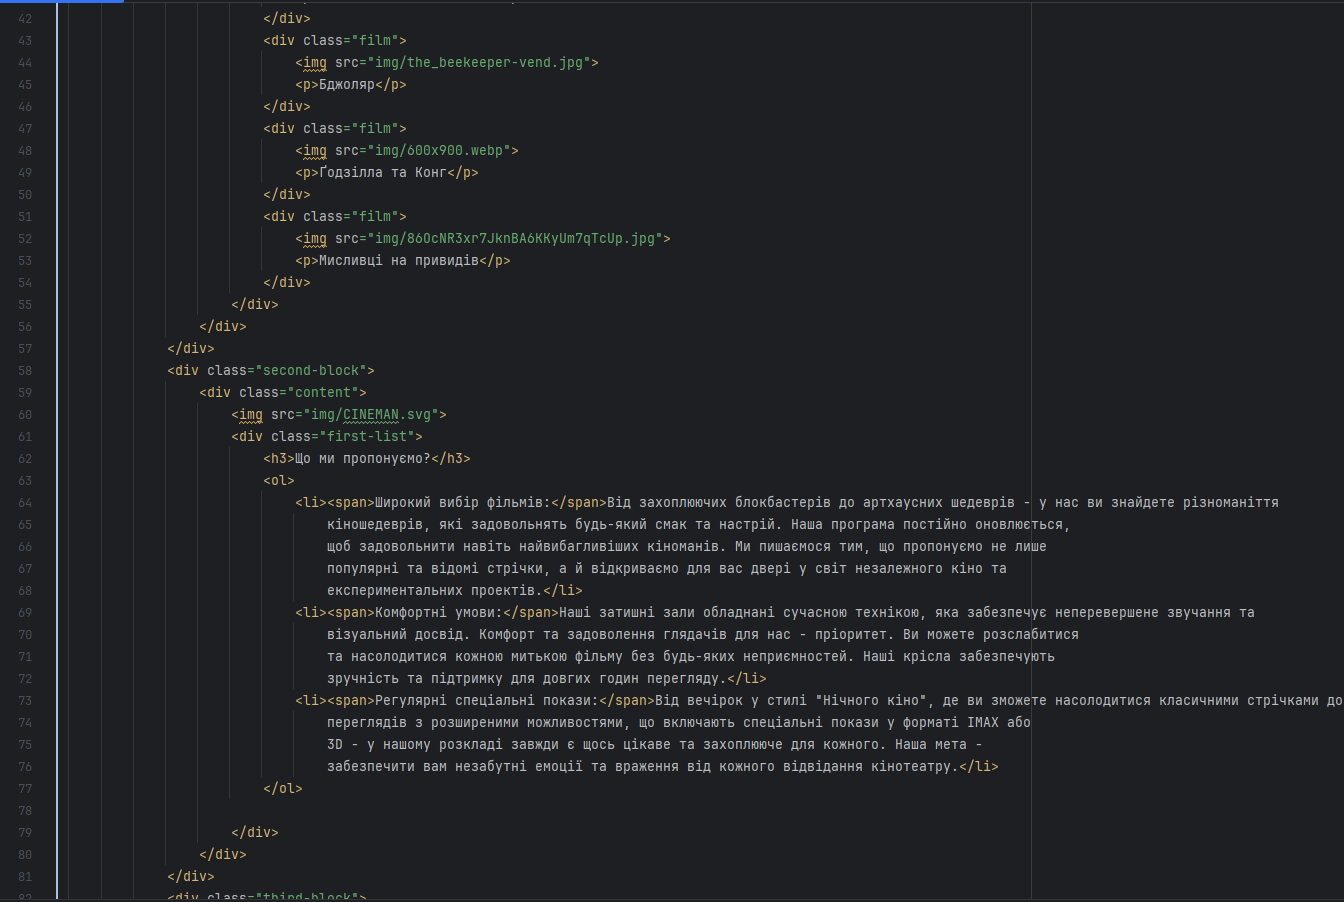 42 </div>
43 <div class="film">
44 <img src="img/the_beekeeper-vend.jpg">
45 <p>Бджоляр</p>
46 </div>
47 <div class="film">
48 <img src="img/600x900.webp">
49 <p>Ґодзілла та Конг</p>
50 </div>
51 <div class="film">
52 <img src="img/86OcNR3xr7JknBA6KKyUm7qTcUp.jpg">
53 <p>Мисливці на привидів</p>
54 </div>
55 </div>
56 </div>
57 </div>
58 <div class="second-block">
59 <div class="content">
60 <img src="img/CINEMAN.svg">
61 <div class="first-list">
62 <h3>Що ми пропонуємо?</h3>
63 <ol>
64 <li><span>Широкий вибір фільмів:</span>Від захоплюючих блокбастерів до артхаусних шедеврів - у нас ви знайдете різноманіття
65 кіношедеврів, які задовольнять будь-який смак та настрій. Наша програма постійно оновлюється,
66 щоб задовольнити навіть найвибагливіших кіноманів. Ми пишаємося тим, що пропонуємо не лише
67 популярні та відомі стрічки, а й відкриваємо для вас двері у світ незалежного кіно та
68 експериментальних проектів.</li>
69 <li><span>Комфортні умови:</span>Наші затишні зали обладнані сучасною технікою, яка забезпечує неперевершене звучання та
70 візуальний досвід. Комфорт та задоволення глядачів для нас - пріоритет. Ви можете розслабитися
71 та насолодитися кожною миткою фільму без будь-яких неприємностей. Наші крісла забезпечують
72 зручність та підтримку для довгих годин перегляду.</li>
73 <li><span>Регулярні спеціальні покази:</span>Від вечірок у стилі "Нічного кіно", де ви зможете насолодитися класичними стрічками до
74 переглядів з розширеними можливостями, що включають спеціальні покази у форматі IMAX або
75 3D - у нашому розкладі завжди є щось цікаве та захоплююче для кожного. Наша мета -
76 забезпечити вам незабутні емоції та враження від кожного відвідання кінотеатру.</li>
77 </ol>
78
79 </div>
80 </div>
81 </div>
82 <div class="third-block">